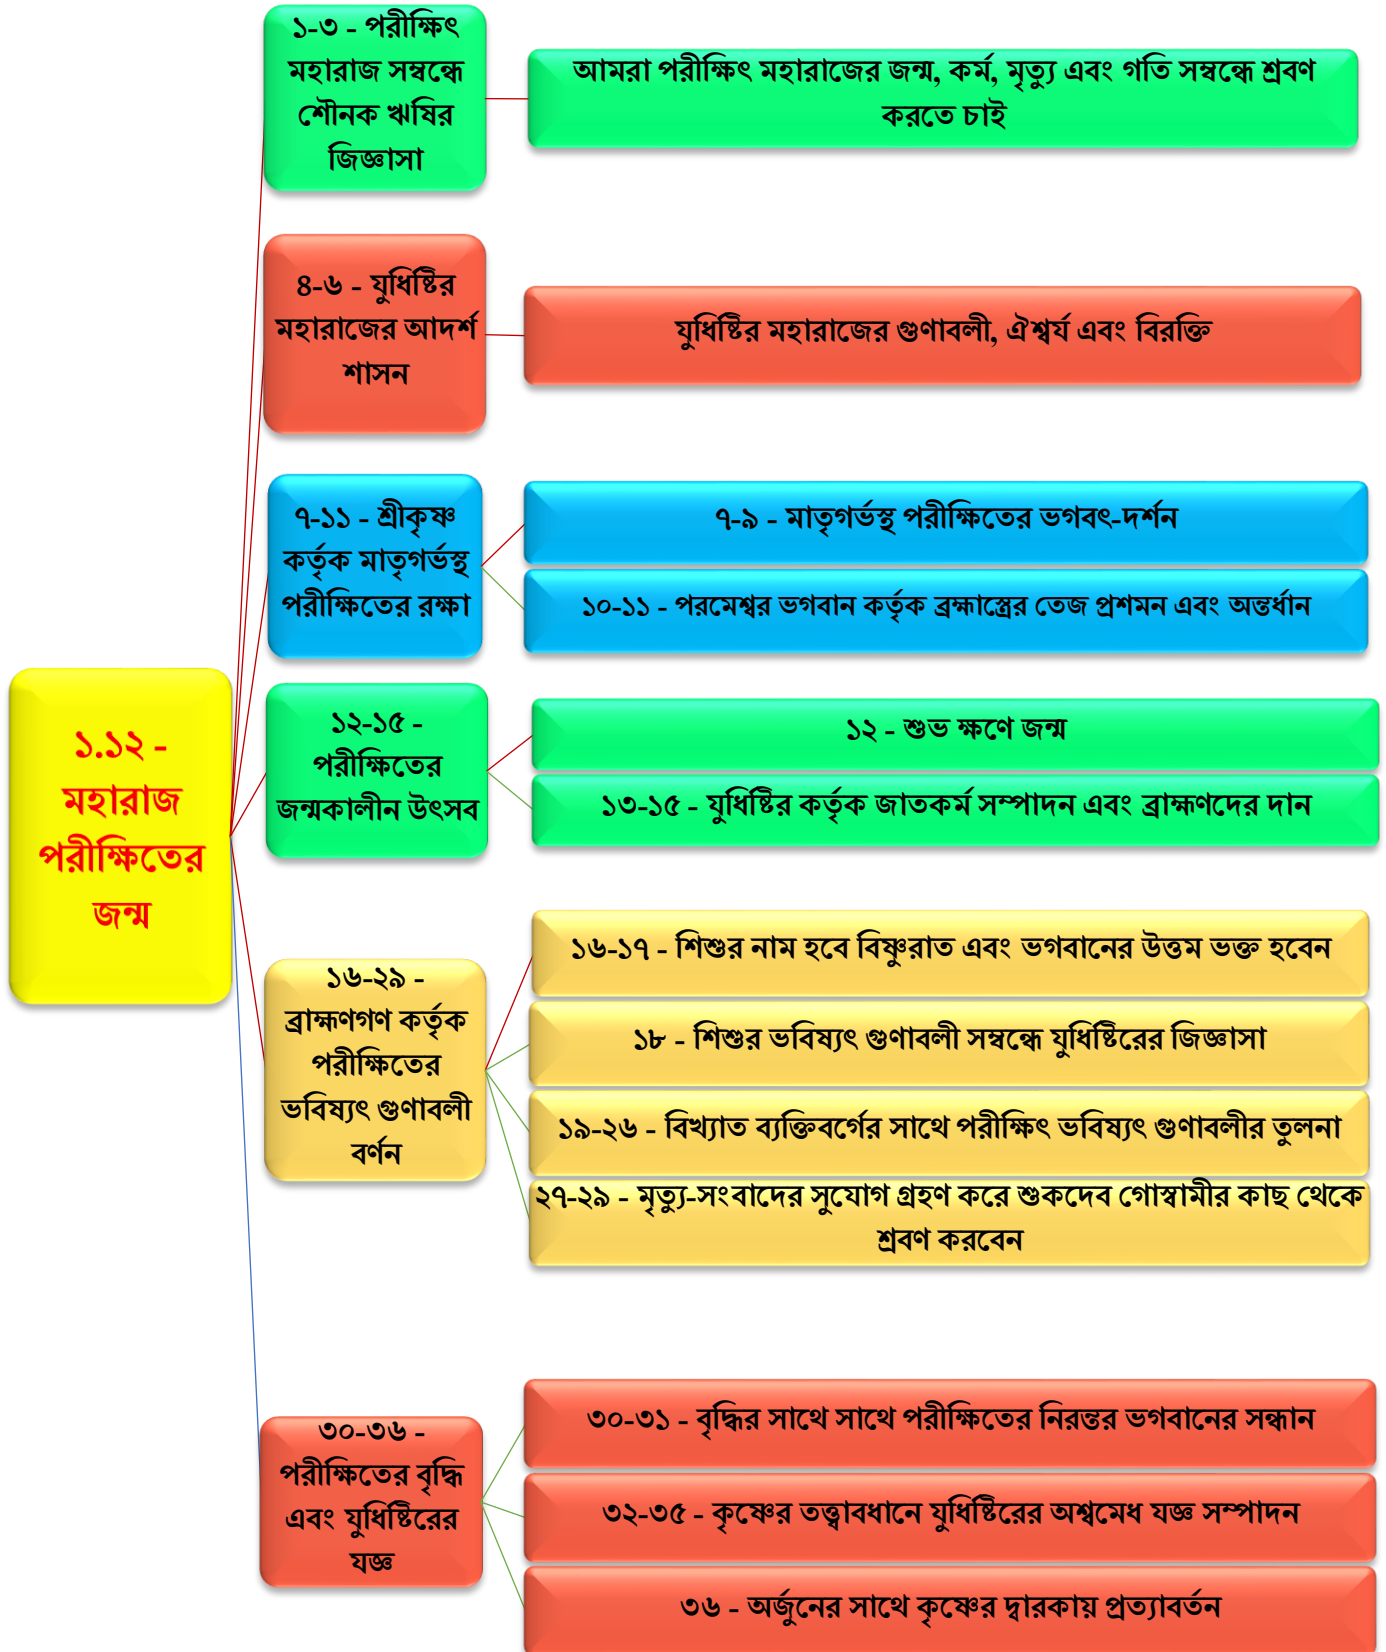 ১-৩ - পরীক্ষিৎ
মহারাজ সম্বন্ধে
শৌনক ঋষির
জিজ্ঞাসা
আমরা পরীক্ষিৎ মহারাজের জন্ম, কর্ম, মৃত্যু এবং গতি সম্বন্ধে শ্রবণ
করতে চাই
৪-৬ - যুধিষ্টির
মহারাজের আদর্শ
শাসন
যুধিষ্টির মহারাজের গুণাবলী, ঐশ্বর্য এবং বিরক্তি
৭-১১ - শ্রীকৃষ্ণ
কর্তৃক মাতৃগর্ভস্থ
পরীক্ষিতের রক্ষা
৭-৯ - মাতৃগর্ভস্থ পরীক্ষিতের ভগবৎ-দর্শন
১০-১১ - পরমেশ্বর ভগবান কর্তৃক ব্রহ্মাস্ত্রের তেজ প্রশমন এবং অন্তর্ধান
১.১২ -
মহারাজ
পরীক্ষিতের
জন্ম
১২-১৫ -
পরীক্ষিতের
জন্মকালীন উৎসব
১২ - শুভ ক্ষণে জন্ম
১৩-১৫ - যুধিষ্টির কর্তৃক জাতকর্ম সম্পাদন এবং ব্রাহ্মণদের দান
১৬-২৯ -
ব্রাহ্মণগণ কর্তৃক
পরীক্ষিতের
ভবিষ্যৎ গুণাবলী
বর্ণন
১৬-১৭ - শিশুর নাম হবে বিষ্ণুরাত এবং ভগবানের উত্তম ভক্ত হবেন
১৮ - শিশুর ভবিষ্যৎ গুণাবলী সম্বন্ধে যুধিষ্টিরের জিজ্ঞাসা
১৯-২৬ - বিখ্যাত ব্যক্তিবর্গের সাথে পরীক্ষিৎ ভবিষ্যৎ গুণাবলীর তুলনা
২৭-২৯ - মৃত্যু-সংবাদের সুযোগ গ্রহণ করে শুকদেব গোস্বামীর কাছ থেকে
শ্রবণ করবেন
৩০-৩৬ -
পরীক্ষিতের বৃদ্ধি
এবং যুধিষ্টিরের
যজ্ঞ
৩০-৩১ - বৃদ্ধির সাথে সাথে পরীক্ষিতের নিরন্তর ভগবানের সন্ধান
৩২-৩৫ - কৃষ্ণের তত্ত্বাবধানে যুধিষ্টিরের অশ্বমেধ যজ্ঞ সম্পাদন
৩৬ - অর্জুনের সাথে কৃষ্ণের দ্বারকায় প্রত্যাবর্তন